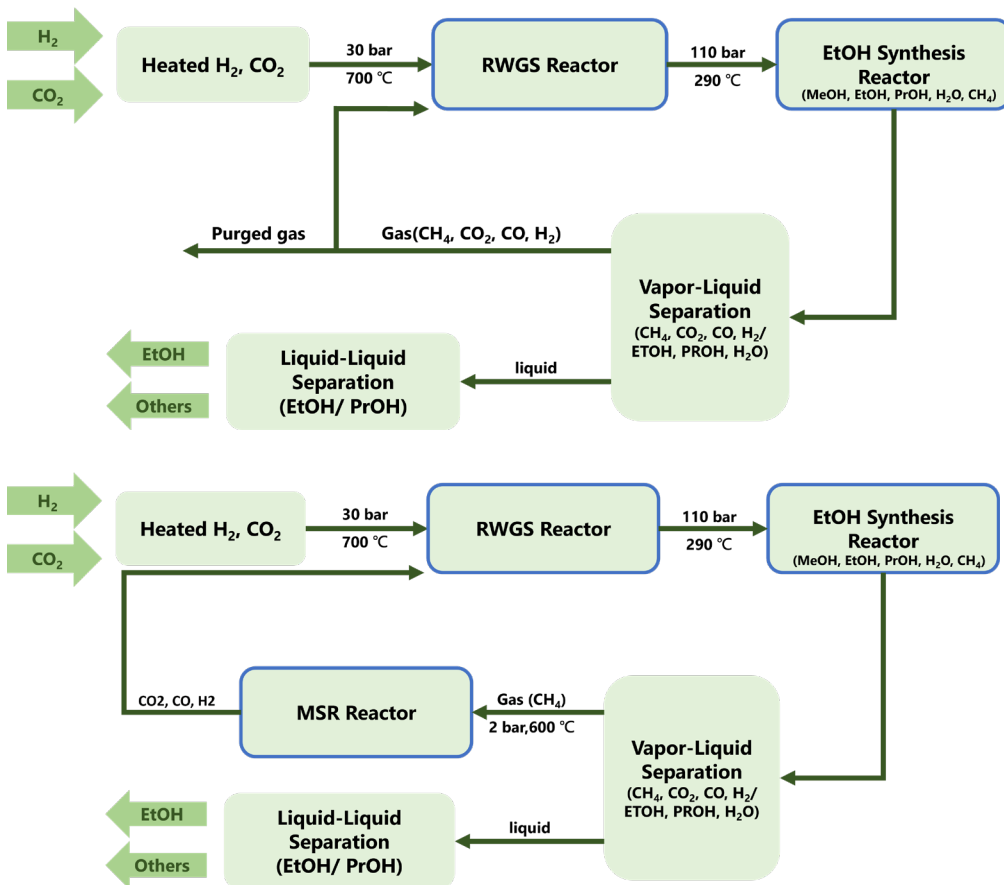 H₂
CO₂
Heated H₂, CO₂
30 bar
700 ℃
RWGS Reactor
110 bar
290 ℃
EtOH Synthesis
Reactor
(MeOH, EtOH, PrOH, H₂O, CH₄)
Purged gas
Gas(CH₄, CO₂, CO, H₂)
Vapor-Liquid
Separation
(CH₄, CO₂, CO, H₂/
ETOH, PROH, H₂O)
EtOH
Others
Liquid-Liquid
Separation
(EtOH/ PrOH)
liquid
H₂
CO₂
Heated H₂, CO₂
30 bar
700 ℃
RWGS Reactor
110 bar
290 ℃
EtOH Synthesis
Reactor
(MeOH, EtOH, PrOH, H₂O, CH₄)
CO2, CO, H2
MSR Reactor
Gas (CH₄)
2 bar,600 ℃
Vapor-Liquid
Separation
(CH₄, CO₂, CO, H₂/
ETOH, PROH, H₂O)
EtOH
Others
Liquid-Liquid
Separation
(EtOH/ PrOH)
liquid